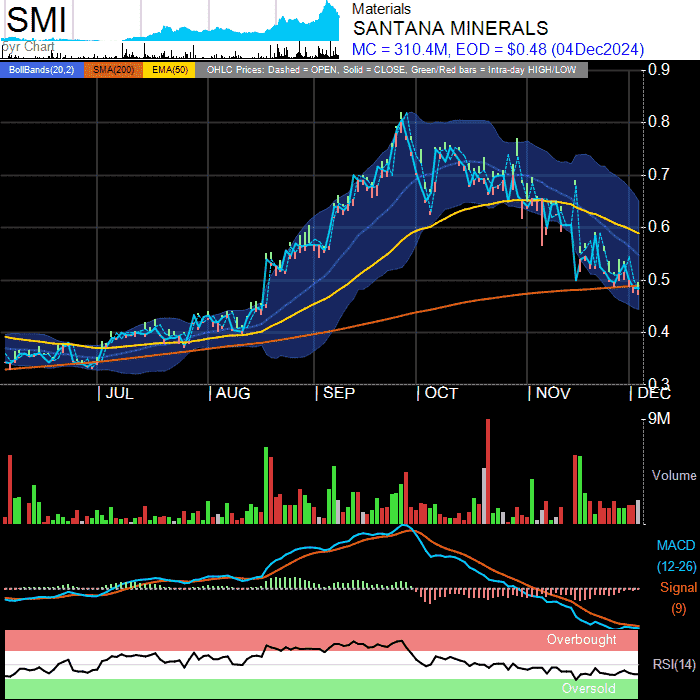 SMI
Materials
SANTANA MINERALS
MC = 310.4M, EOD = $0.48 (04Dec2024)
BollBands(20,2) SMA(200) EMA(50) OHLC Prices: Dashed = OPEN, Solid = CLOSE, Green/Red bars = Intra-day HIGH/LOW
0.9
0.8
0.7
0.6
0.5
0.4
0.3
JUL AUG SEP OCT NOV DEC
9M
Volume
MACD
(12-26)
Signal
(9)
Overbought
RSI(14)
Oversold